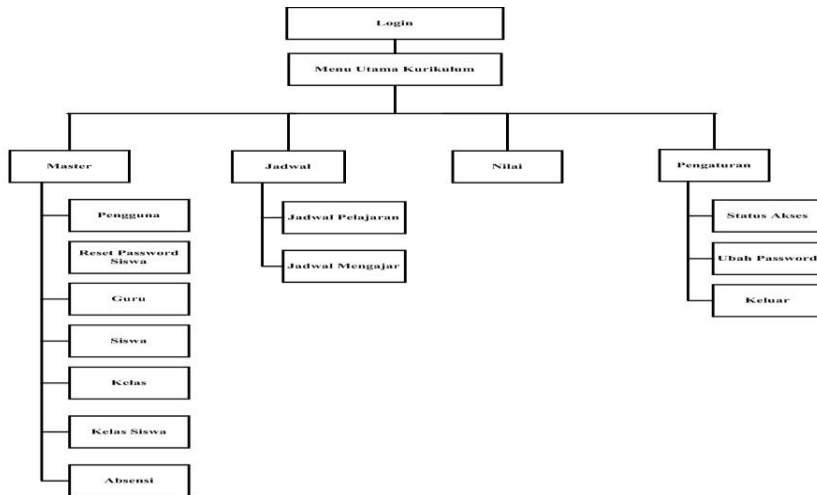 Login
Menu Utama Kurikulum
Master
Jadwal
Nilai
Pengaturan
Pengguna
Reset Password
Siswa
Guru
Siswa
Kelas
Kelas Siswa
Absensi
Jadwal Pelajaran
Jadwal Mengajar
Status Akses
Ubah Password
Keluar